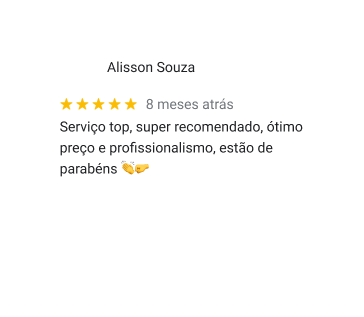 Alisson Souza
★★★★★ 8 meses atrás
Serviço top, super recomendado, ótimo
preço e profissionalismo, estão de
parabéns 👏🤛